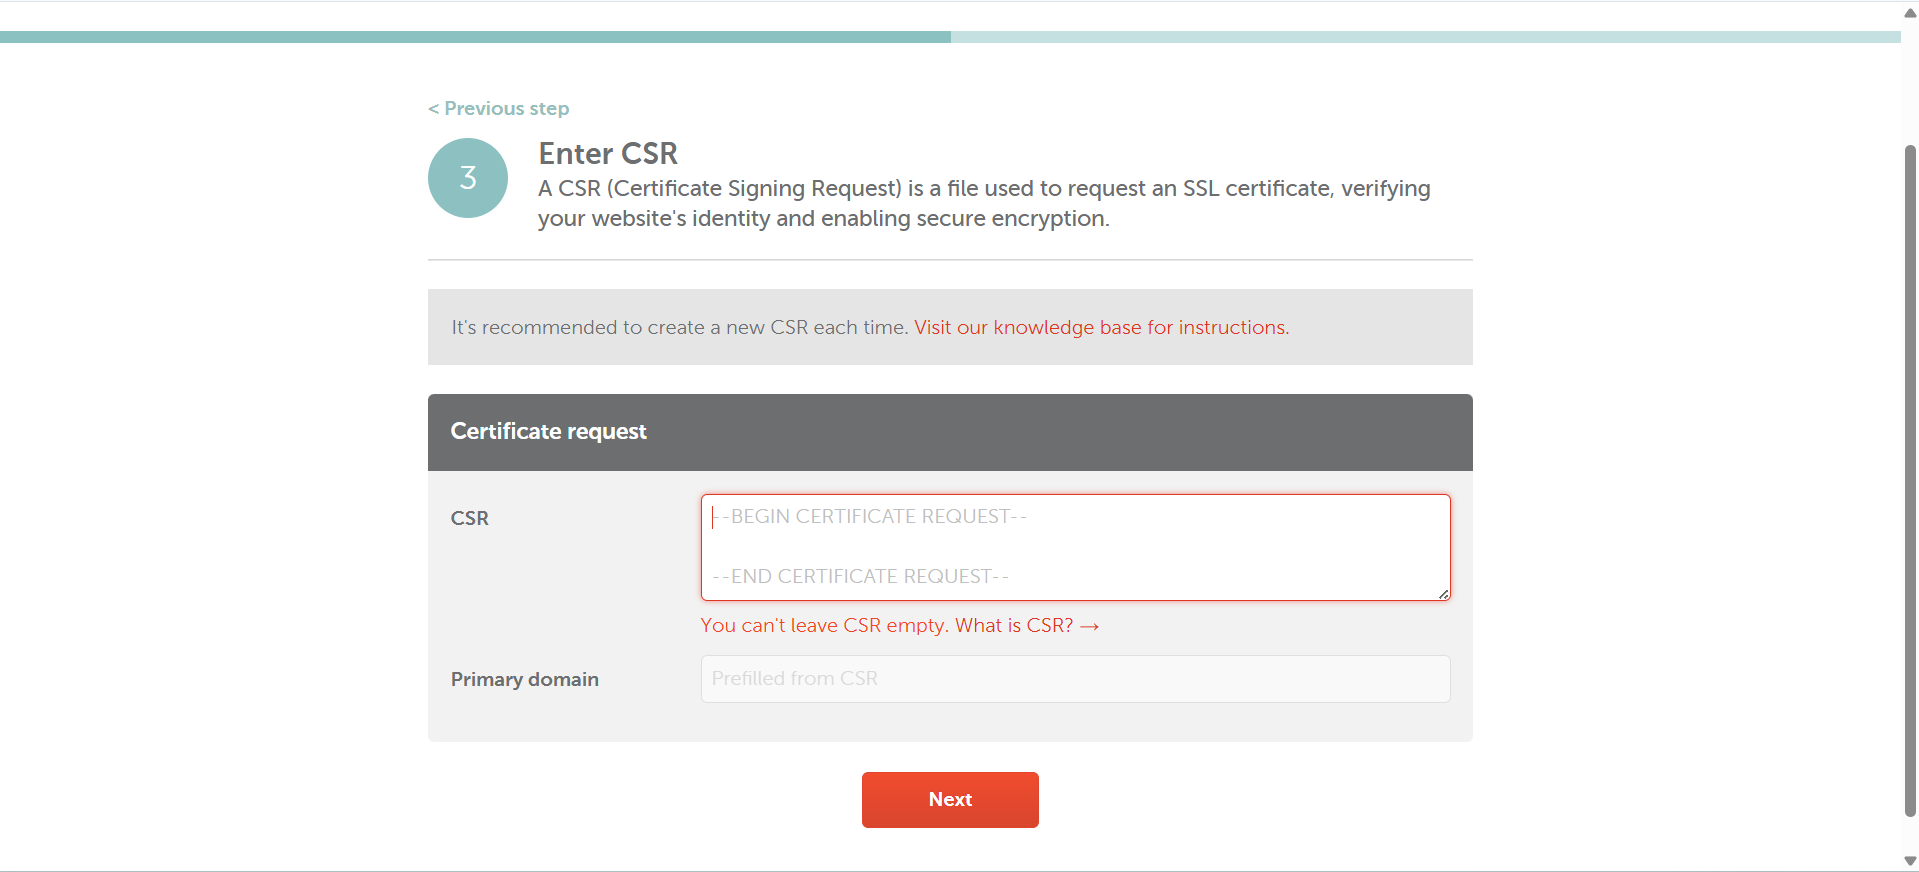 < Previous step
3
Enter CSR
A CSR (Certificate Signing Request) is a file used to request an SSL certificate, verifying
your website's identity and enabling secure encryption.
It's recommended to create a new CSR each time. Visit our knowledge base for instructions.
Certificate request
CSR
--BEGIN CERTIFICATE REQUEST--
--END CERTIFICATE REQUEST--
You can't leave CSR empty. What is CSR? →
Primary domain
Prefilled from CSR
Next